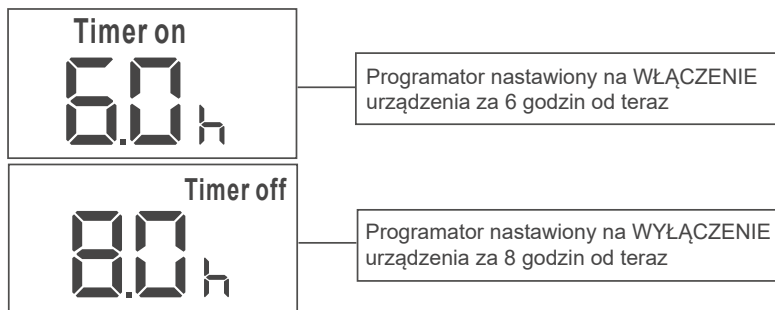 Timer on
6.0 h
Programator nastawiony na WŁĄCZENIE
urządzenia za 6 godzin od teraz
Timer off
8.0 h
Programator nastawiony na WYŁĄCZENIE
urządzenia za 8 godzin od teraz